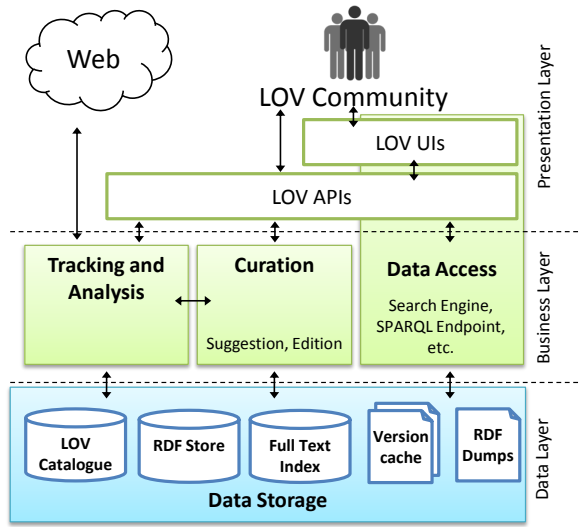 Web
LOV Community
LOV UIs
LOV APIs
Presentation Layer
Tracking and
Analysis
Curation
Suggestion, Edition
Data Access
Search Engine,
SPARQL Endpoint,
etc.
Business Layer
LOV
Catalogue
RDF Store
Full Text
Index
Version
cache
RDF
Dumps
Data Storage
Data Layer